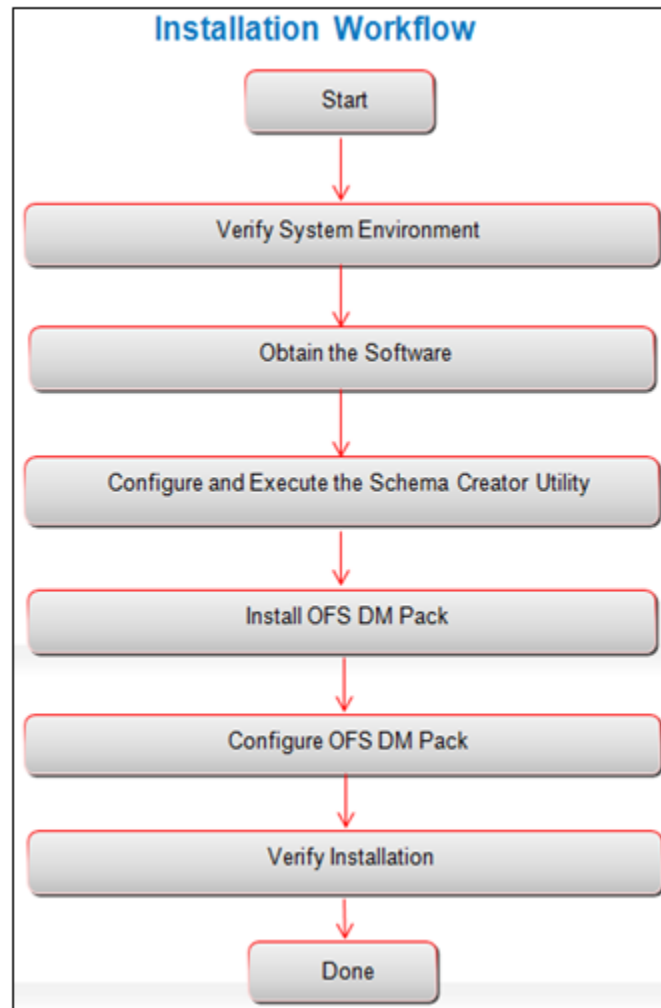 Installation Workflow
Start
Verify System Environment
Obtain the Software
Configure and Execute the Schema Creator Utility
Install OFS DM Pack
Configure OFS DM Pack
Verify Installation
Done